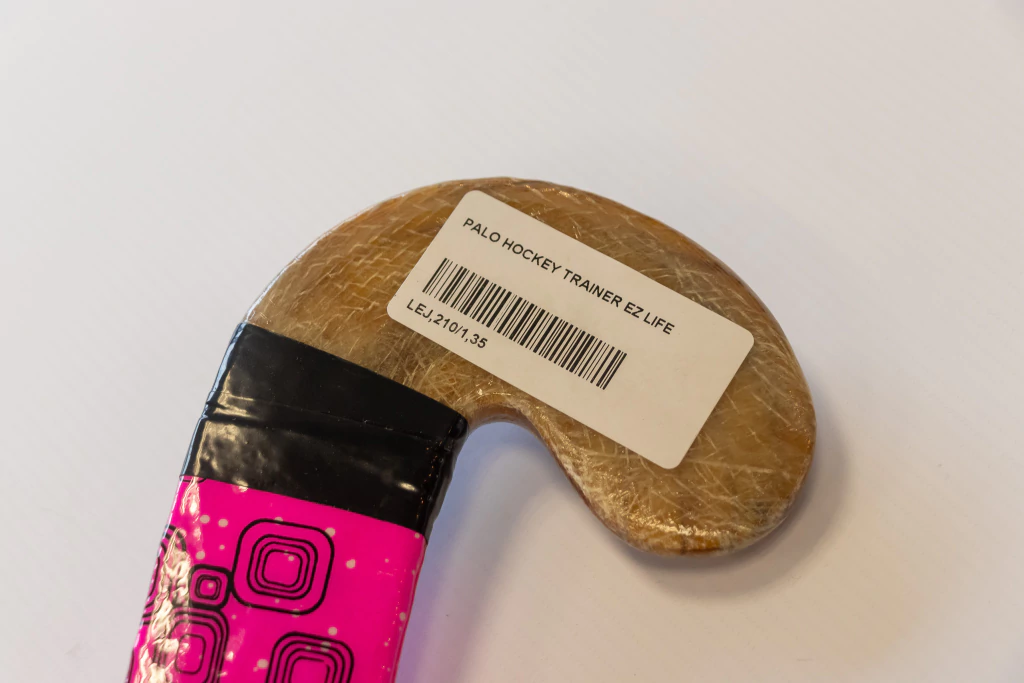 PALO HOCKEY TRAINER EZ LIFE
LEJ,210/1,35